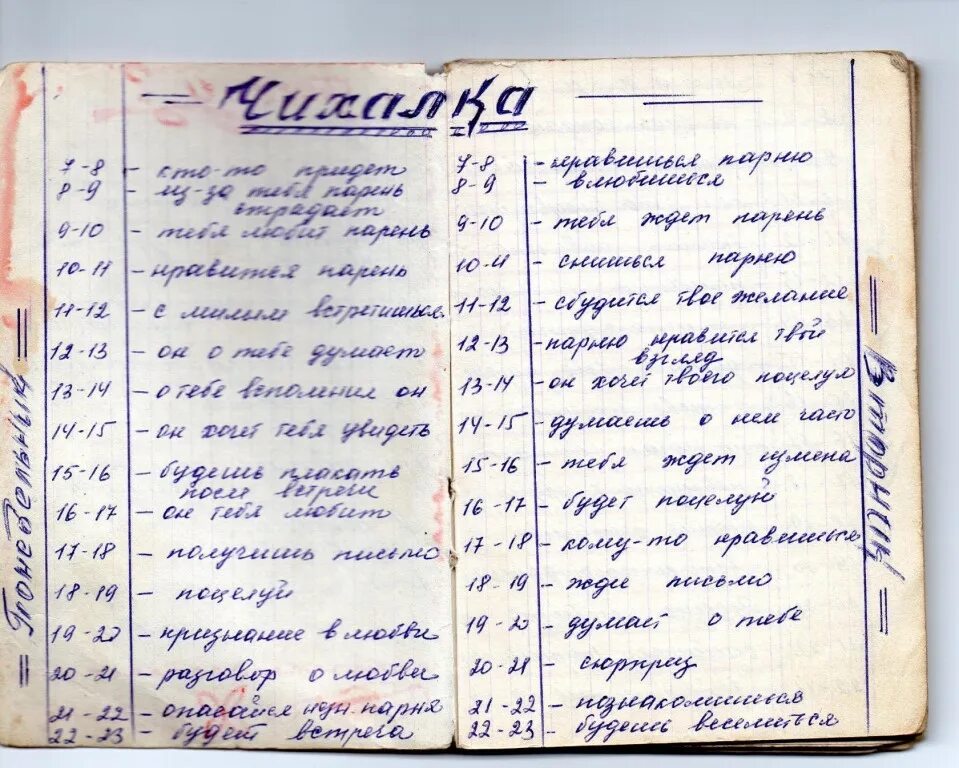 Чихалка
Понедельник
7-8 - кто-то придет
8-9 - из-за тебя парень
страдает
9-10 - тебя любит парень
10-11 - нравиться парень
11-12 - с милым встретишься
12-13 - он о тебе думает
13-14 - о тебе вспомнил он
14-15 - он хочет тебя увидеть
15-16 - будешь плакать
после встречи
16-17 - он тебя любит
17-18 - получишь письмо
18-19 - поцелуй
19-20 - признание в любви
20-21 - разговор о любви
21-22 - опасайся парня
22-23 - будет встреча
Вторник
7-8 - нравишься парню
8-9 - влюбишься
9-10 - тебя ждет парень
10-11 - снишься парню
11-12 - сбудится твое желание
12-13 - парню нравится твой
взгляд
13-14 - он хочет твоего поцелуя
14-15 - думаешь о нем часто
15-16 - тебя ждет измена
16-17 - будет поцелуй
17-18 - кому-то нравишься
18-19 - жди письмо
19-20 - думает о тебе
20-21 - сюрприз
21-22 - познакомишься
22-23 - будешь веселиться